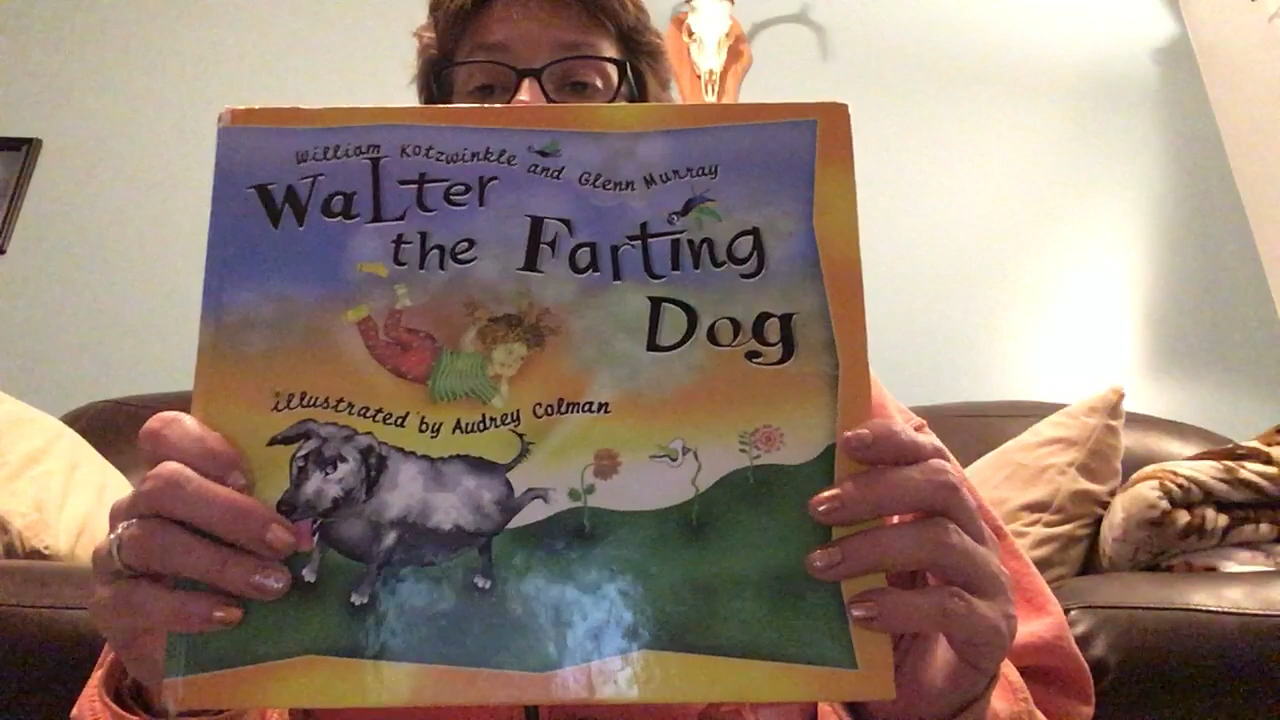 William Kotzwinkle and Glenn Murray
Walter
the Farting
Dog
illustrated by Audrey Colman